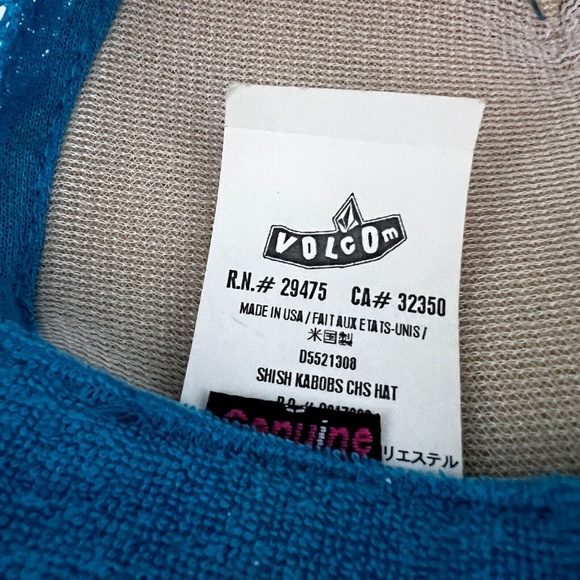 VOLCOm
R.N.# 29475 CA# 32350
MADE IN USA / FAIT AUX ETATS-UNIS /
米国製
D5521308
SHISH KABOBS CHS HAT
P.O. #
Genuine
リエステル